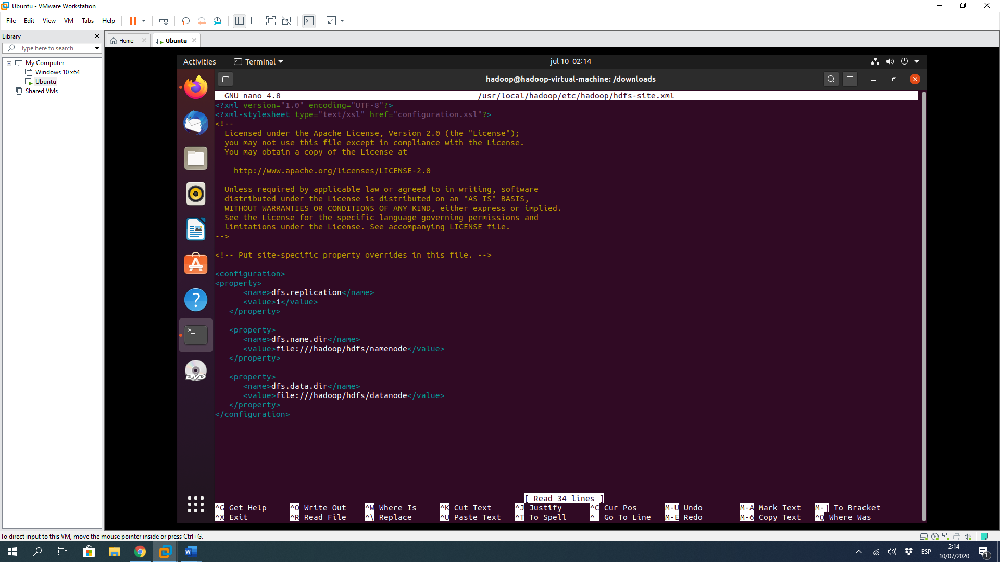 Ubuntu - VMware Workstation
File Edit View VM Tabs Help
Library
Type here to search
My Computer
Windows 10 x64
Ubuntu
Shared VMs
Home
Ubuntu
Activities Terminal jul 10 02:14
hadoop@hadoop-virtual-machine: /downloads
GNU nano 4.8 /usr/local/hadoop/etc/hadoop/hdfs-site.xml
<?xml version="1.0" encoding="UTF-8"?>
<?xml-stylesheet type="text/xsl" href="configuration.xsl"?>
<!--
Licensed under the Apache License, Version 2.0 (the "License");
you may not use this file except in compliance with the License.
You may obtain a copy of the License at
http://www.apache.org/licenses/LICENSE-2.0
Unless required by applicable law or agreed to in writing, software
distributed under the License is distributed on an "AS IS" BASIS,
WITHOUT WARRANTIES OR CONDITIONS OF ANY KIND, either express or implied.
See the License for the specific language governing permissions and
limitations under the License. See accompanying LICENSE file.
-->
<!-- Put site-specific property overrides in this file. -->
<configuration>
<property>
<name>dfs.replication</name>
<value>1</value>
</property>
<property>
<name>dfs.name.dir</name>
<value>file:///hadoop/hdfs/namenode</value>
</property>
<property>
<name>dfs.data.dir</name>
<value>file:///hadoop/hdfs/datanode</value>
</property>
</configuration>
[ Read 34 lines ]
^G Get Help ^O Write Out ^W Where Is ^K Cut Text ^J Justify ^C Cur Pos M-U Undo M-A Mark Text M-] To Bracket
^X Exit ^R Read File ^\ Replace ^U Paste Text ^T To Spell ^_ Go To Line M-E Redo M-6 Copy Text ^Q Where Was
DVD
To direct input to this VM, move the mouse pointer inside or press Ctrl+G.
ESP
2:14
10/07/2020
1